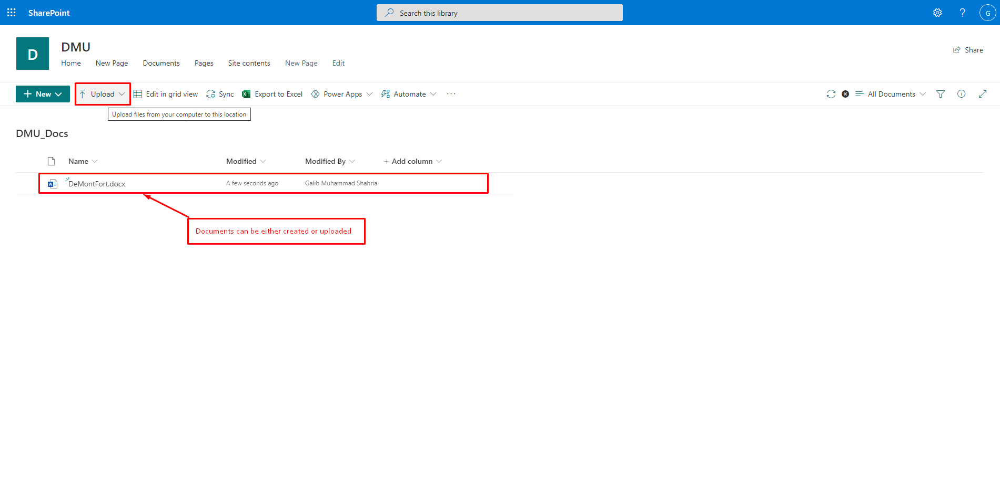 SharePoint
Search this library
?
G
D
DMU
Share
Home New Page Documents Pages Site contents New Page Edit
+ New Upload Edit in grid view Sync Export to Excel Power Apps Automate ··· All Documents
Upload files from your computer to this location
DMU_Docs
Name Modified Modified By + Add column
DeMontFort.docx A few seconds ago Galib Muhammad Shahria
Documents can be either created or uploaded